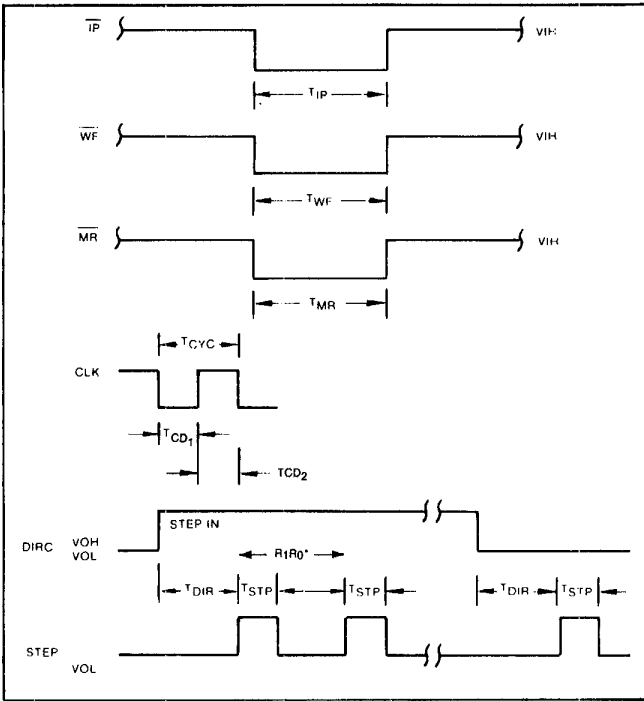 IP VIH
TIP
WF VIH
TWF
MR VIH
TMR
TCYC
CLK
TCD1
TCD2
STEP IN
DIRC VOH
VOL
R1R0*
TDIR TSTP TSTP TDIR TSTP
STEP
VOL